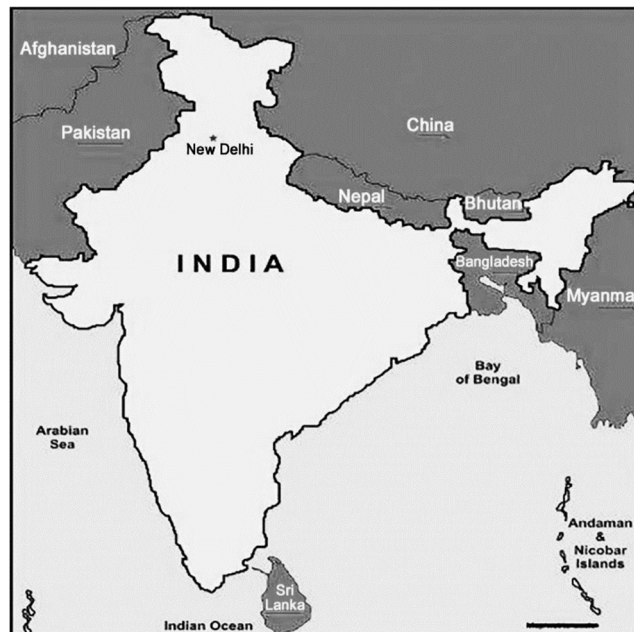 Afghanistan
Pakistan
China
New Delhi
Nepal
Bhutan
INDIA
Bangladesh
Myanma
Bay
of Bengal
Arabian
Sea
Andaman
&
Nicobar
Islands
Sri
Lanka
Indian Ocean